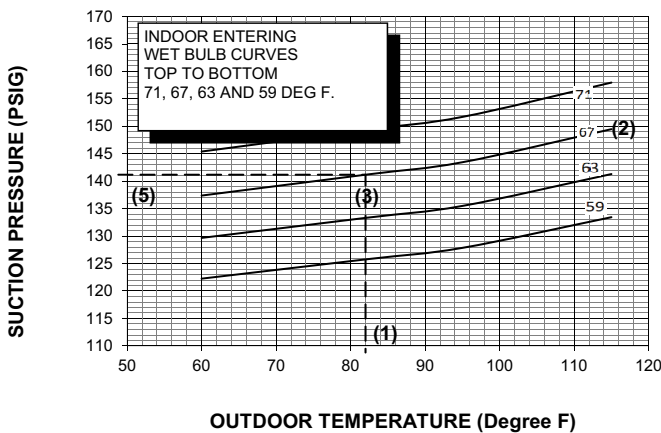 SUCTION PRESSURE (PSIG)
170
165
160
155
150
145
140
135
130
125
120
115
110
INDOOR ENTERING
WET BULB CURVES
TOP TO BOTTOM
71, 67, 63 AND 59 DEG F.
71
67 (2)
63
59
(5)
(3)
(1)
50 60 70 80 90 100 110 120
OUTDOOR TEMPERATURE (Degree F)